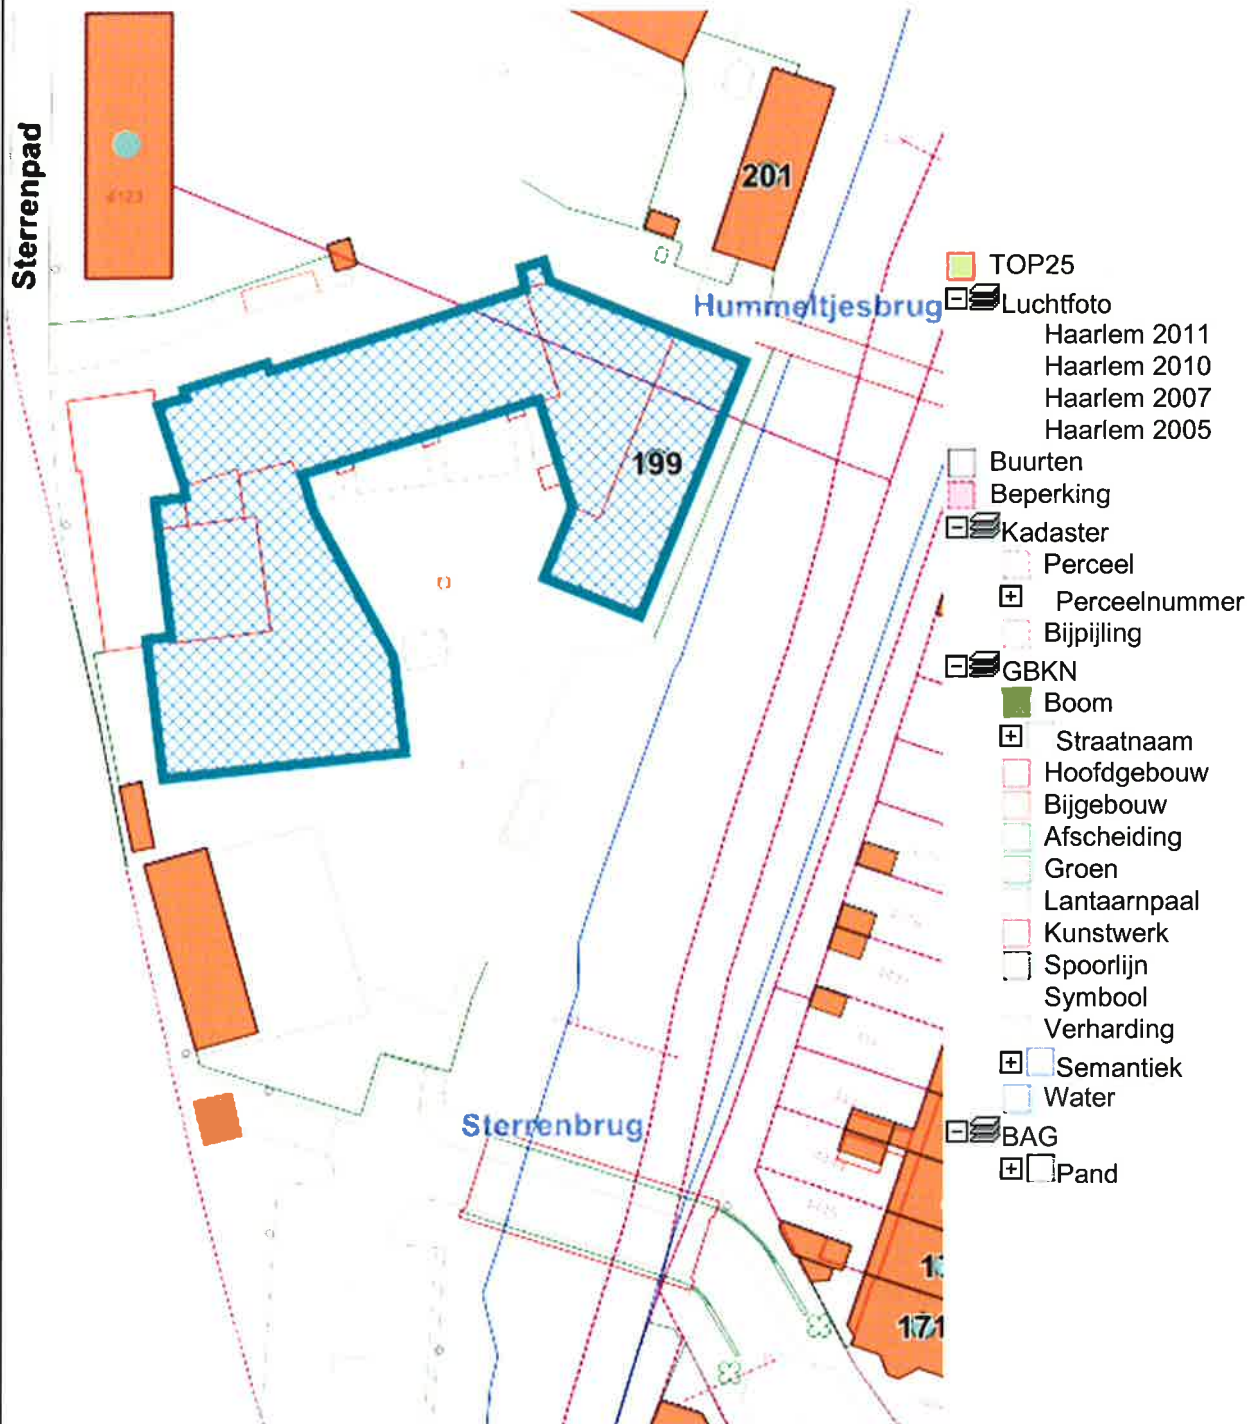 Sterrenpad
201
Hummeltjesbrug
199
Sterrenbrug
171
TOP25
Luchtfoto
Haarlem 2011
Haarlem 2010
Haarlem 2007
Haarlem 2005
Buurten
Beperking
Kadaster
Perceel
Perceelnummer
Bijpijling
GBKN
Boom
Straatnaam
Hoofdgebouw
Bijgebouw
Afscheiding
Groen
Lantaarnpaal
Kunstwerk
Spoorlijn
Symbool
Verharding
Semantiek
Water
BAG
Pand